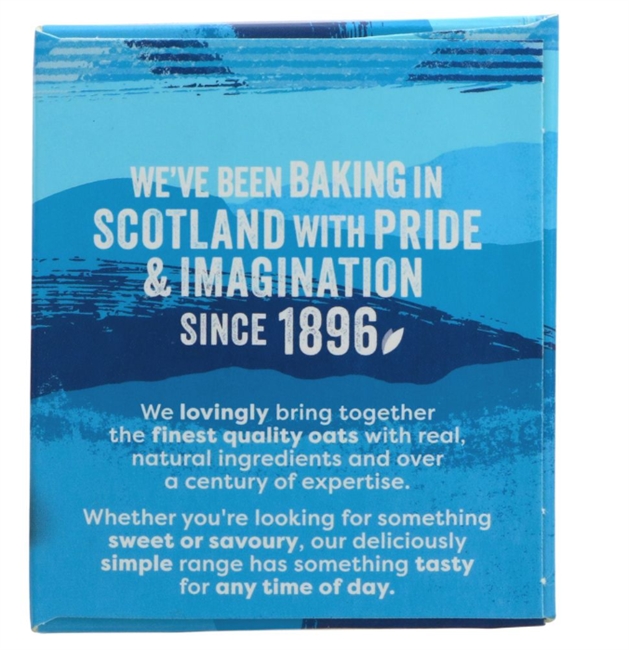 WE'VE BEEN BAKING IN
SCOTLAND WITH PRIDE
& IMAGINATION
SINCE 1896
We lovingly bring together
the finest quality oats with real,
natural ingredients and over
a century of expertise.
Whether you're looking for something
sweet or savoury, our deliciously
simple range has something tasty
for any time of day.